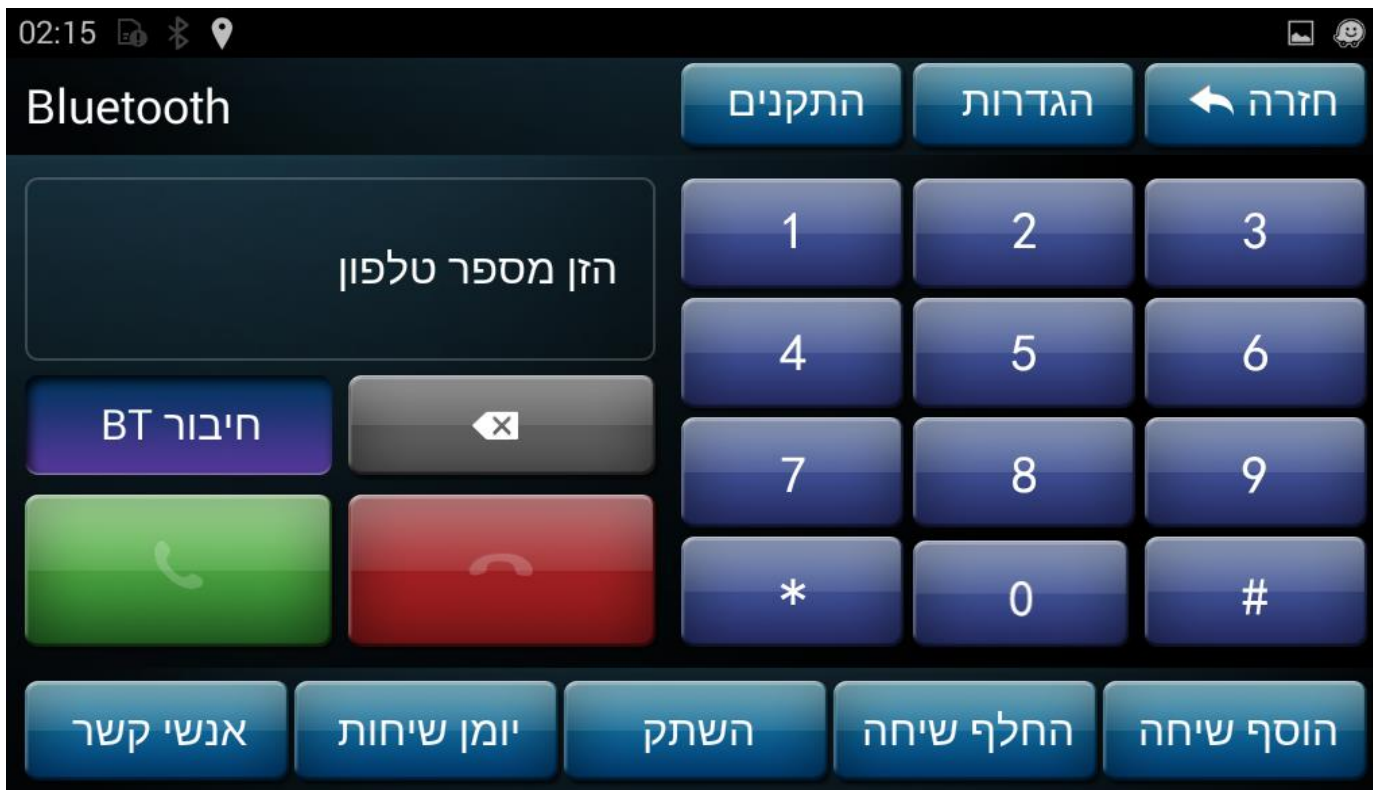 02:15
Bluetooth
התקנים
הגדרות
חזרה
הזן מספר טלפון
1 2 3
4 5 6
7 8 9
* 0 #
חיבור BT
אנשי קשר
יומן שיחות
השתק
החלף שיחה
הוסף שיחה